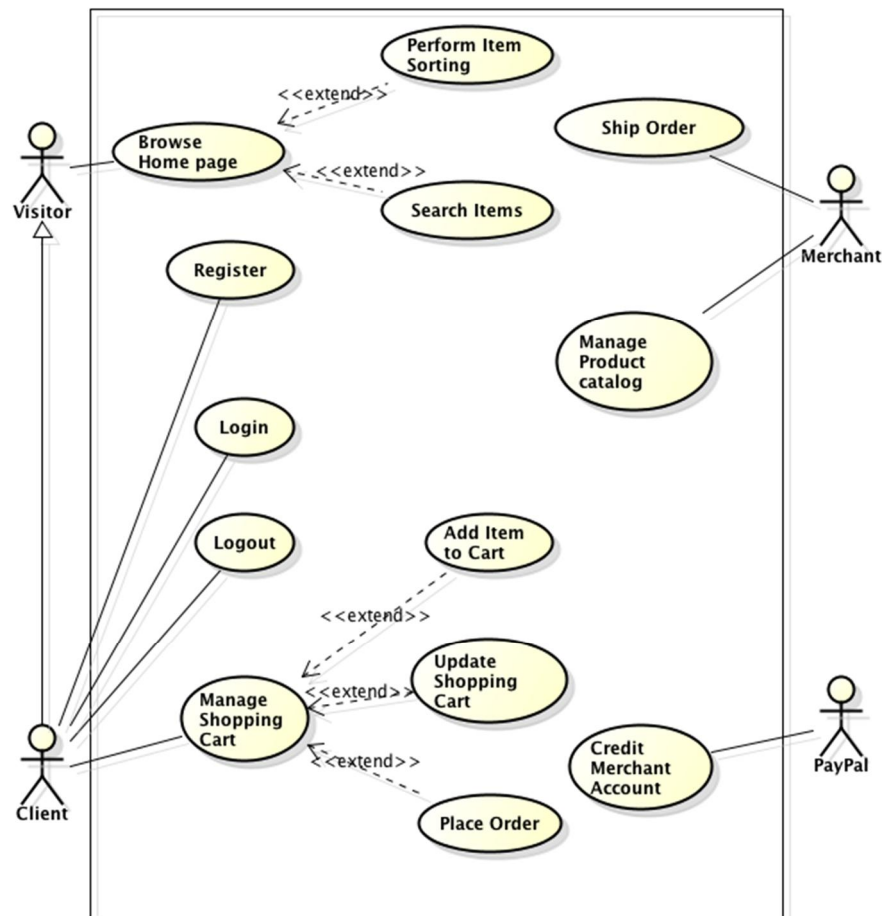 Perform Item
Sorting
<<extend>>
Ship Order
Browse
Home page
<<extend>>
Visitor
Search Items
Merchant
Register
Manage
Product
catalog
Login
Logout
Add Item
to Cart
<<extend>>
Update
Shopping
Cart
<<extend>>
Manage
Shopping
Cart
<<extend>>
Credit
Merchant
Account
PayPal
Client
Place Order